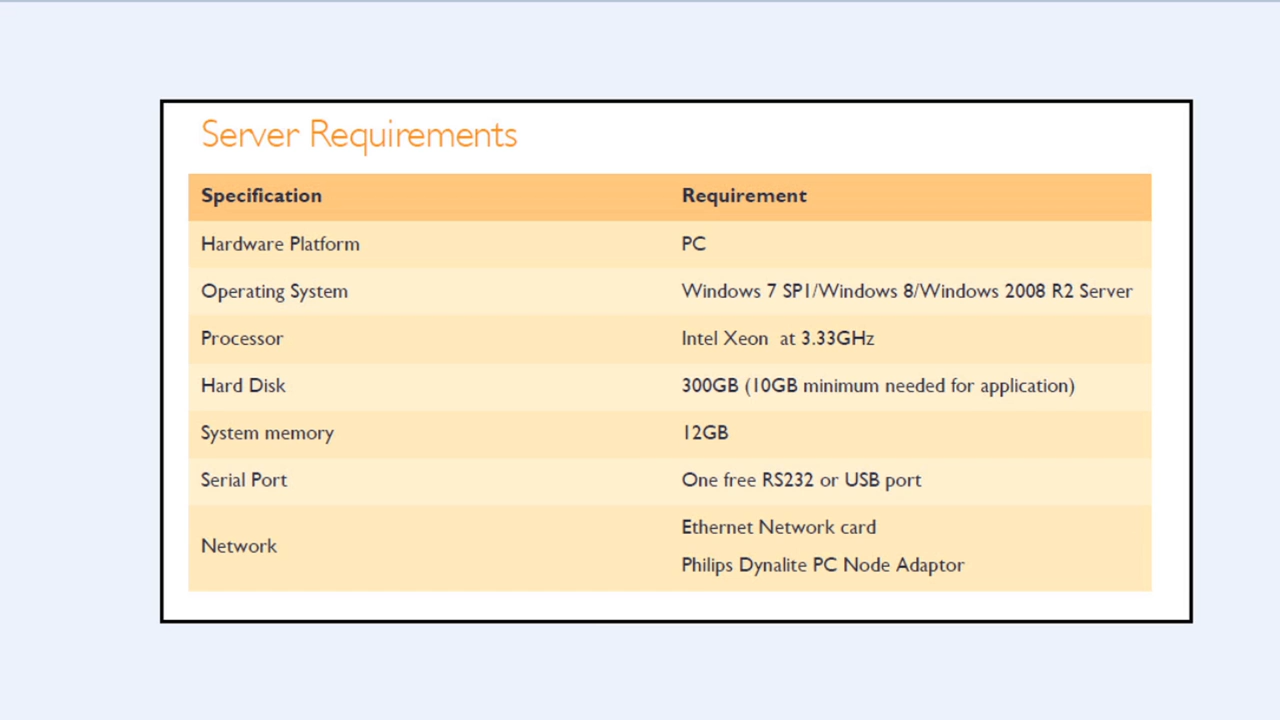 Server Requirements
Specification Requirement
Hardware Platform PC
Operating System Windows 7 SP1/Windows 8/Windows 2008 R2 Server
Processor Intel Xeon at 3.33GHz
Hard Disk 300GB (10GB minimum needed for application)
System memory 12GB
Serial Port One free RS232 or USB port
Network Ethernet Network card
Philips Dynalite PC Node Adaptor